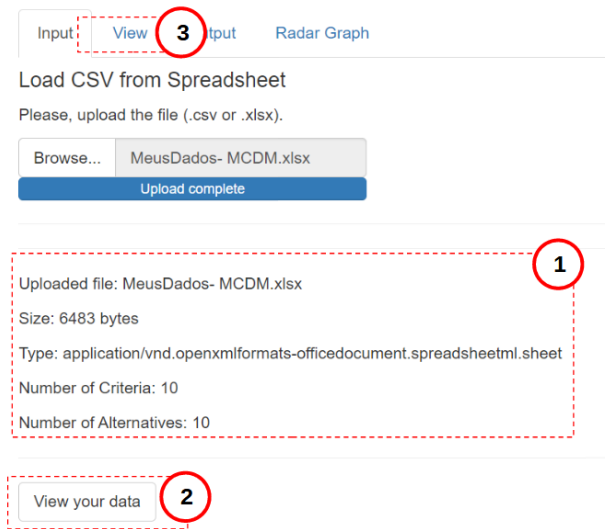 Input View 3 tput Radar Graph
Load CSV from Spreadsheet
Please, upload the file (.csv or .xlsx).
Browse... MeusDados- MCDM.xlsx
Upload complete
1
Uploaded file: MeusDados- MCDM.xlsx
Size: 6483 bytes
Type: application/vnd.openxmlformats-officedocument.spreadsheetml.sheet
Number of Criteria: 10
Number of Alternatives: 10
View your data 2